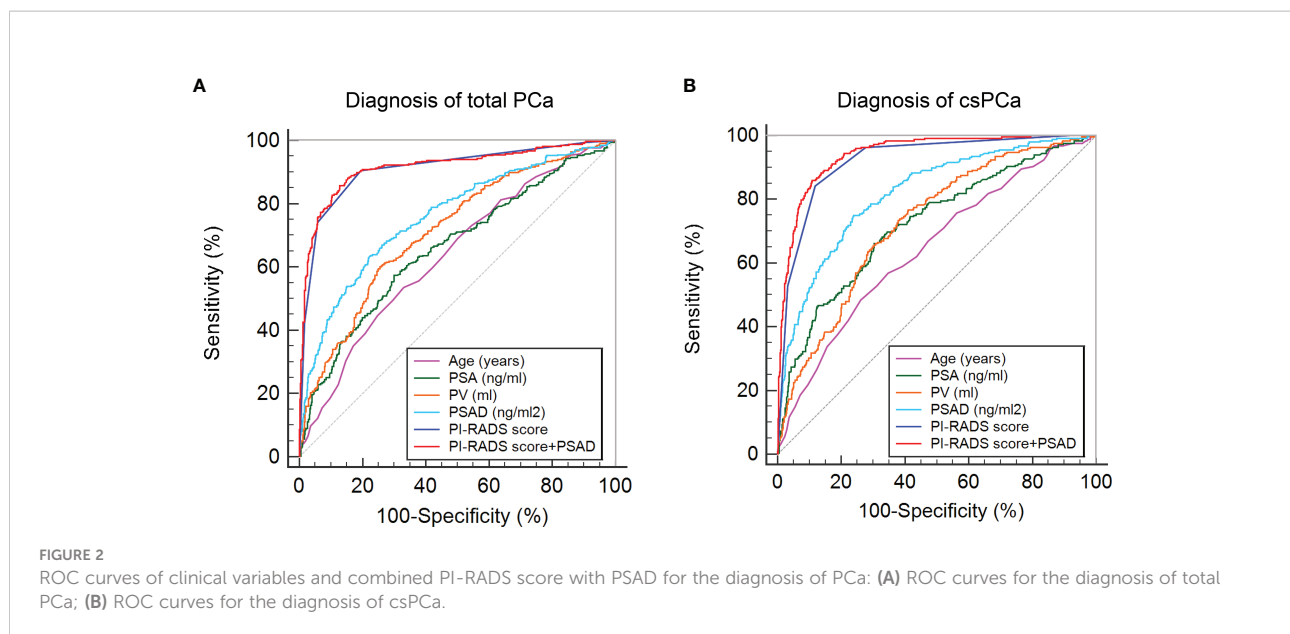 A
Diagnosis of total PCa
100
80
60
40
20
0
Sensitivity (%)
Age (years)
PSA (ng/ml)
PV (ml)
PSAD (ng/ml2)
PI-RADS score
PI-RADS score+PSAD
0 20 40 60 80 100
100-Specificity (%)
B
Diagnosis of csPCa
100
80
60
40
20
0
Sensitivity (%)
Age (years)
PSA (ng/ml)
PV (ml)
PSAD (ng/ml2)
PI-RADS score
PI-RADS score+PSAD
0 20 40 60 80 100
100-Specificity (%)
FIGURE 2
ROC curves of clinical variables and combined PI-RADS score with PSAD for the diagnosis of PCa: (A) ROC curves for the diagnosis of total
PCa; (B) ROC curves for the diagnosis of csPCa.